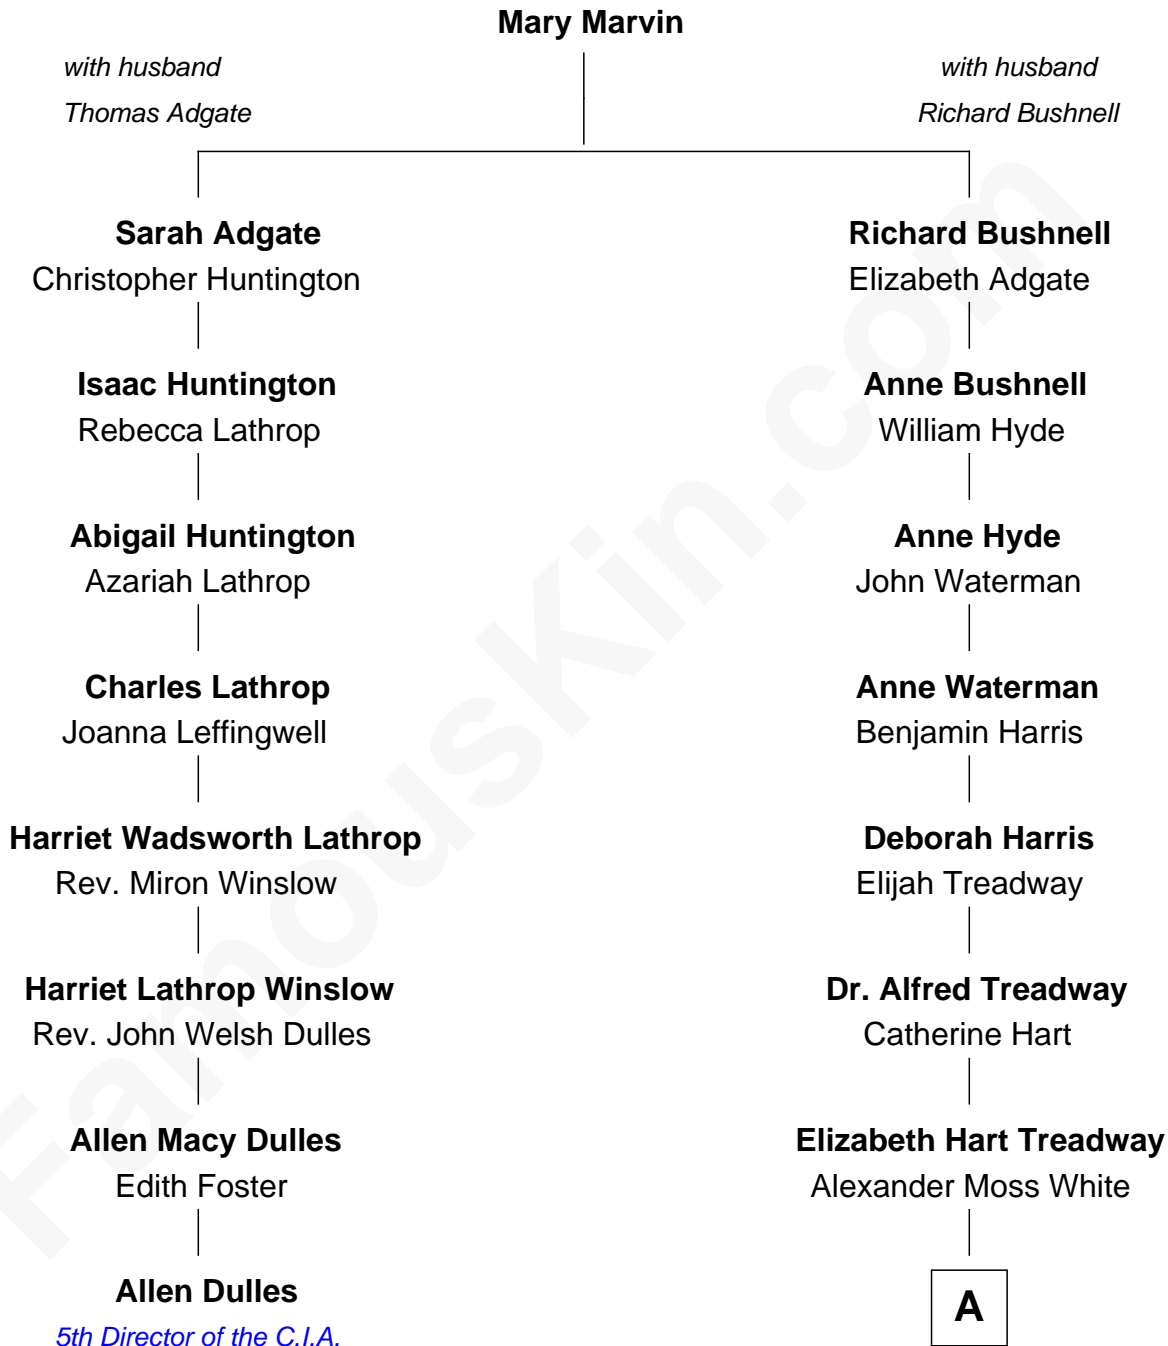 Mary Marvin
with husband
Thomas Adgate
with husband
Richard Bushnell
Sarah Adgate
Christopher Huntington
Richard Bushnell
Elizabeth Adgate
Isaac Huntington
Rebecca Lathrop
Anne Bushnell
William Hyde
Abigail Huntington
Azariah Lathrop
Anne Hyde
John Waterman
Charles Lathrop
Joanna Leffingwell
Anne Waterman
Benjamin Harris
Harriet Wadsworth Lathrop
Rev. Miron Winslow
Deborah Harris
Elijah Treadway
Harriet Lathrop Winslow
Rev. John Welsh Dulles
Dr. Alfred Treadway
Catherine Hart
Allen Macy Dulles
Edith Foster
Elizabeth Hart Treadway
Alexander Moss White
Allen Dulles
5th Director of the C.I.A.
A
FamousKin.com